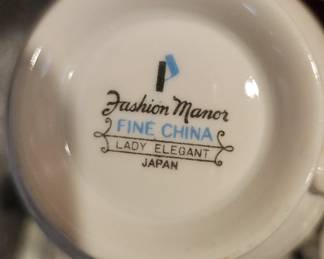 Fashion Manor
FINE CHINA
LADY ELEGANT
JAPAN